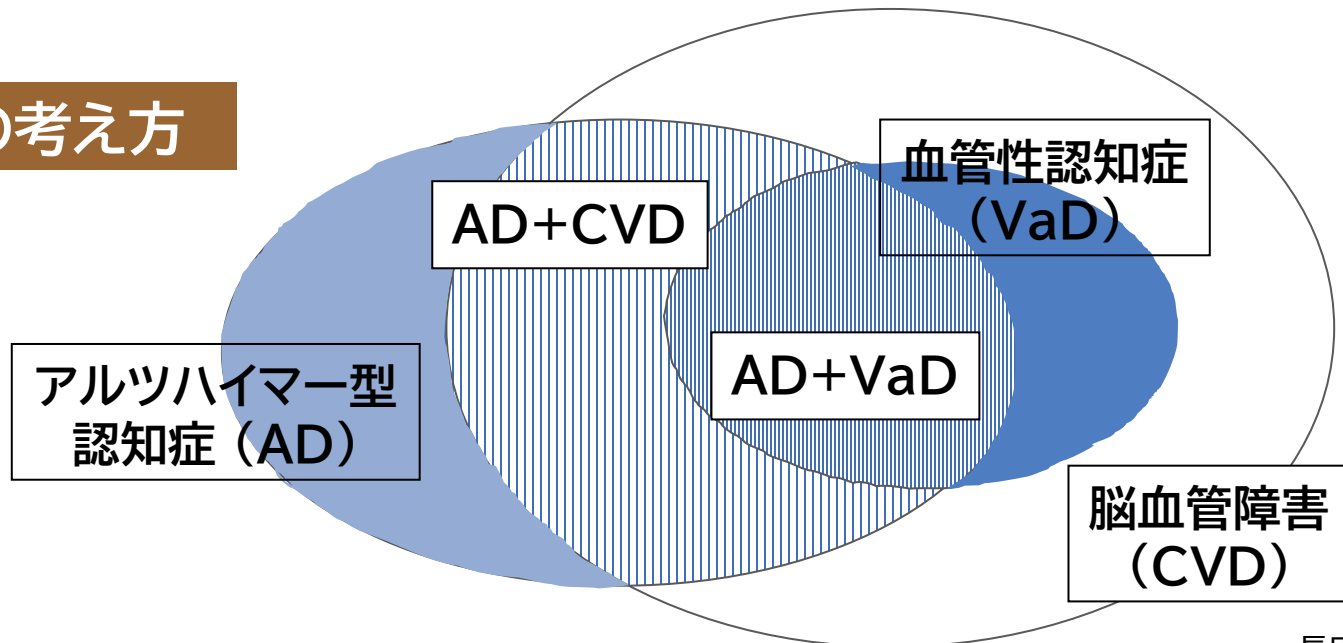 の考え方
血管性認知症
（VaD）
AD+CVD
AD+VaD
アルツハイマー型
認知症（AD）
脳血管障害
（CVD）